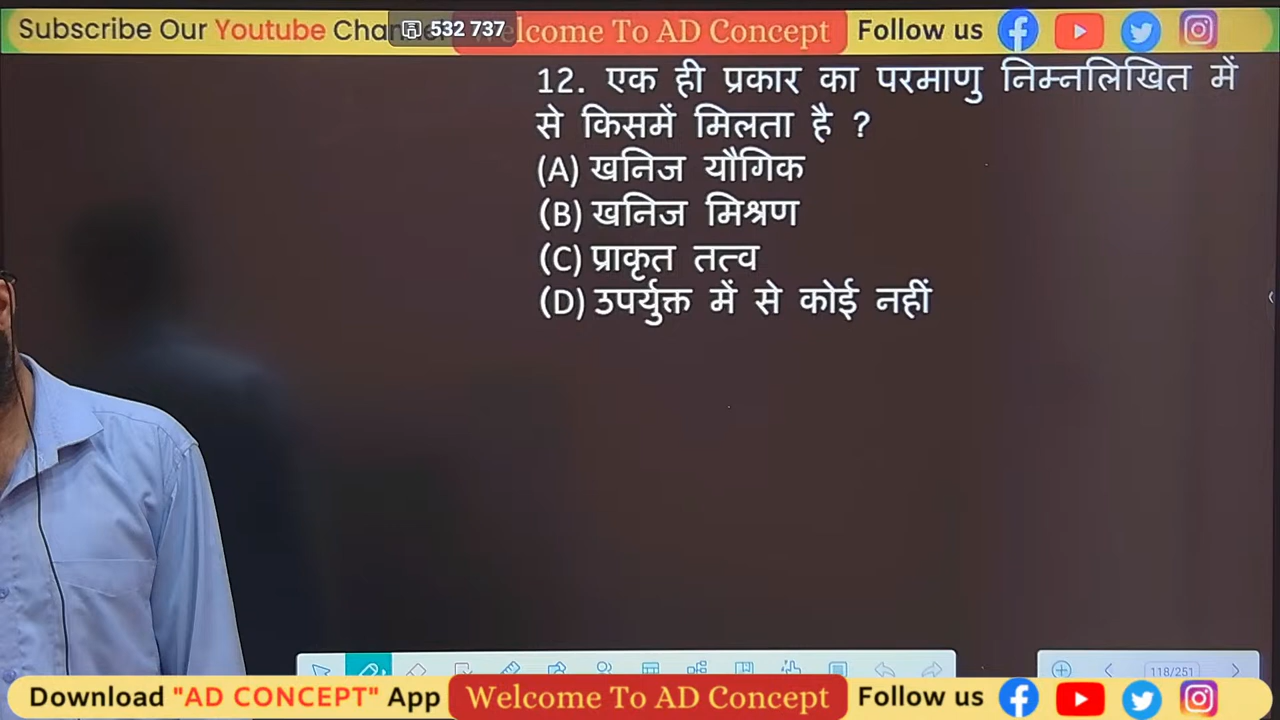 Subscribe Our Youtube
532 737
lcome To AD Concept
Follow us
12. एक ही प्रकार का परमाणु निम्नलिखित में
से किसमें मिलता है ?
(A) खनिज यौगिक
(B) खनिज मिश्रण
(C) प्राकृत तत्व
(D) उपर्युक्त में से कोई नहीं
118/251
Download "AD CONCEPT" App
Welcome To AD Concept
Follow us